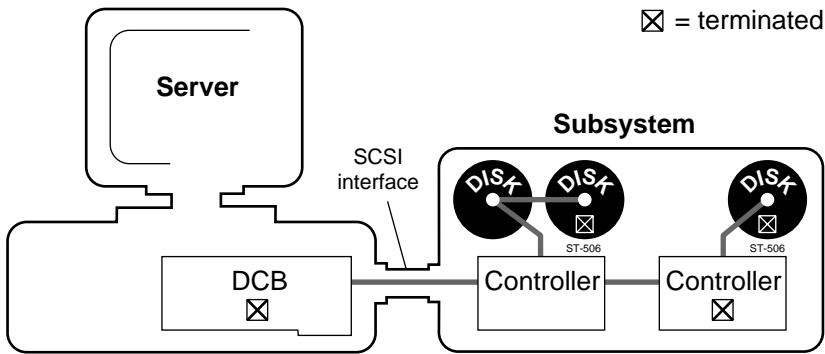 = terminated
Server
Subsystem
SCSI
interface
DISK
DISK
DISK
ST-506
ST-506
DCB
Controller
Controller